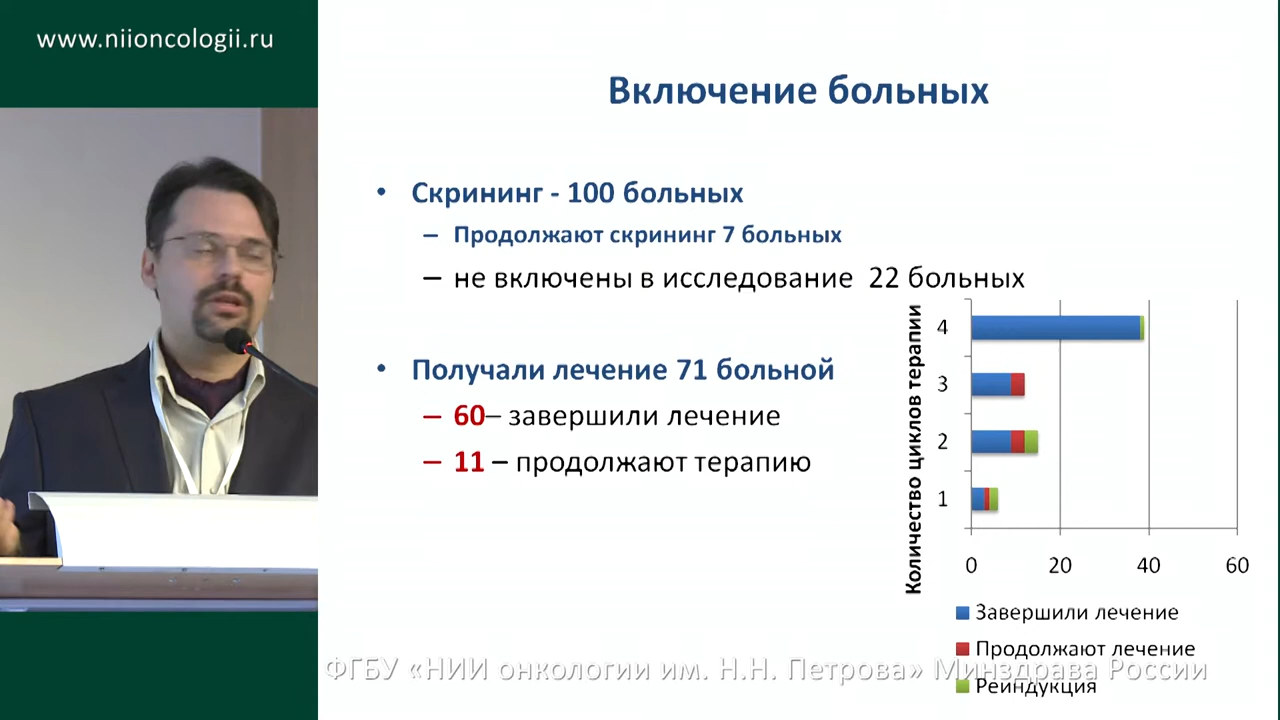 www.niioncologii.ru
Включение больных
• Скрининг - 100 больных
– Продолжают скрининг 7 больных
– не включены в исследование 22 больных
• Получали лечение 71 больной
– 60– завершили лечение
– 11 – продолжают терапию
Количество циклов терапии
4
3
2
1
0 20 40 60
Завершили лечение
Продолжают лечение
Реиндукция
ФГБУ «НИИ онкологии им. Н.Н. Петрова» Минздрава России